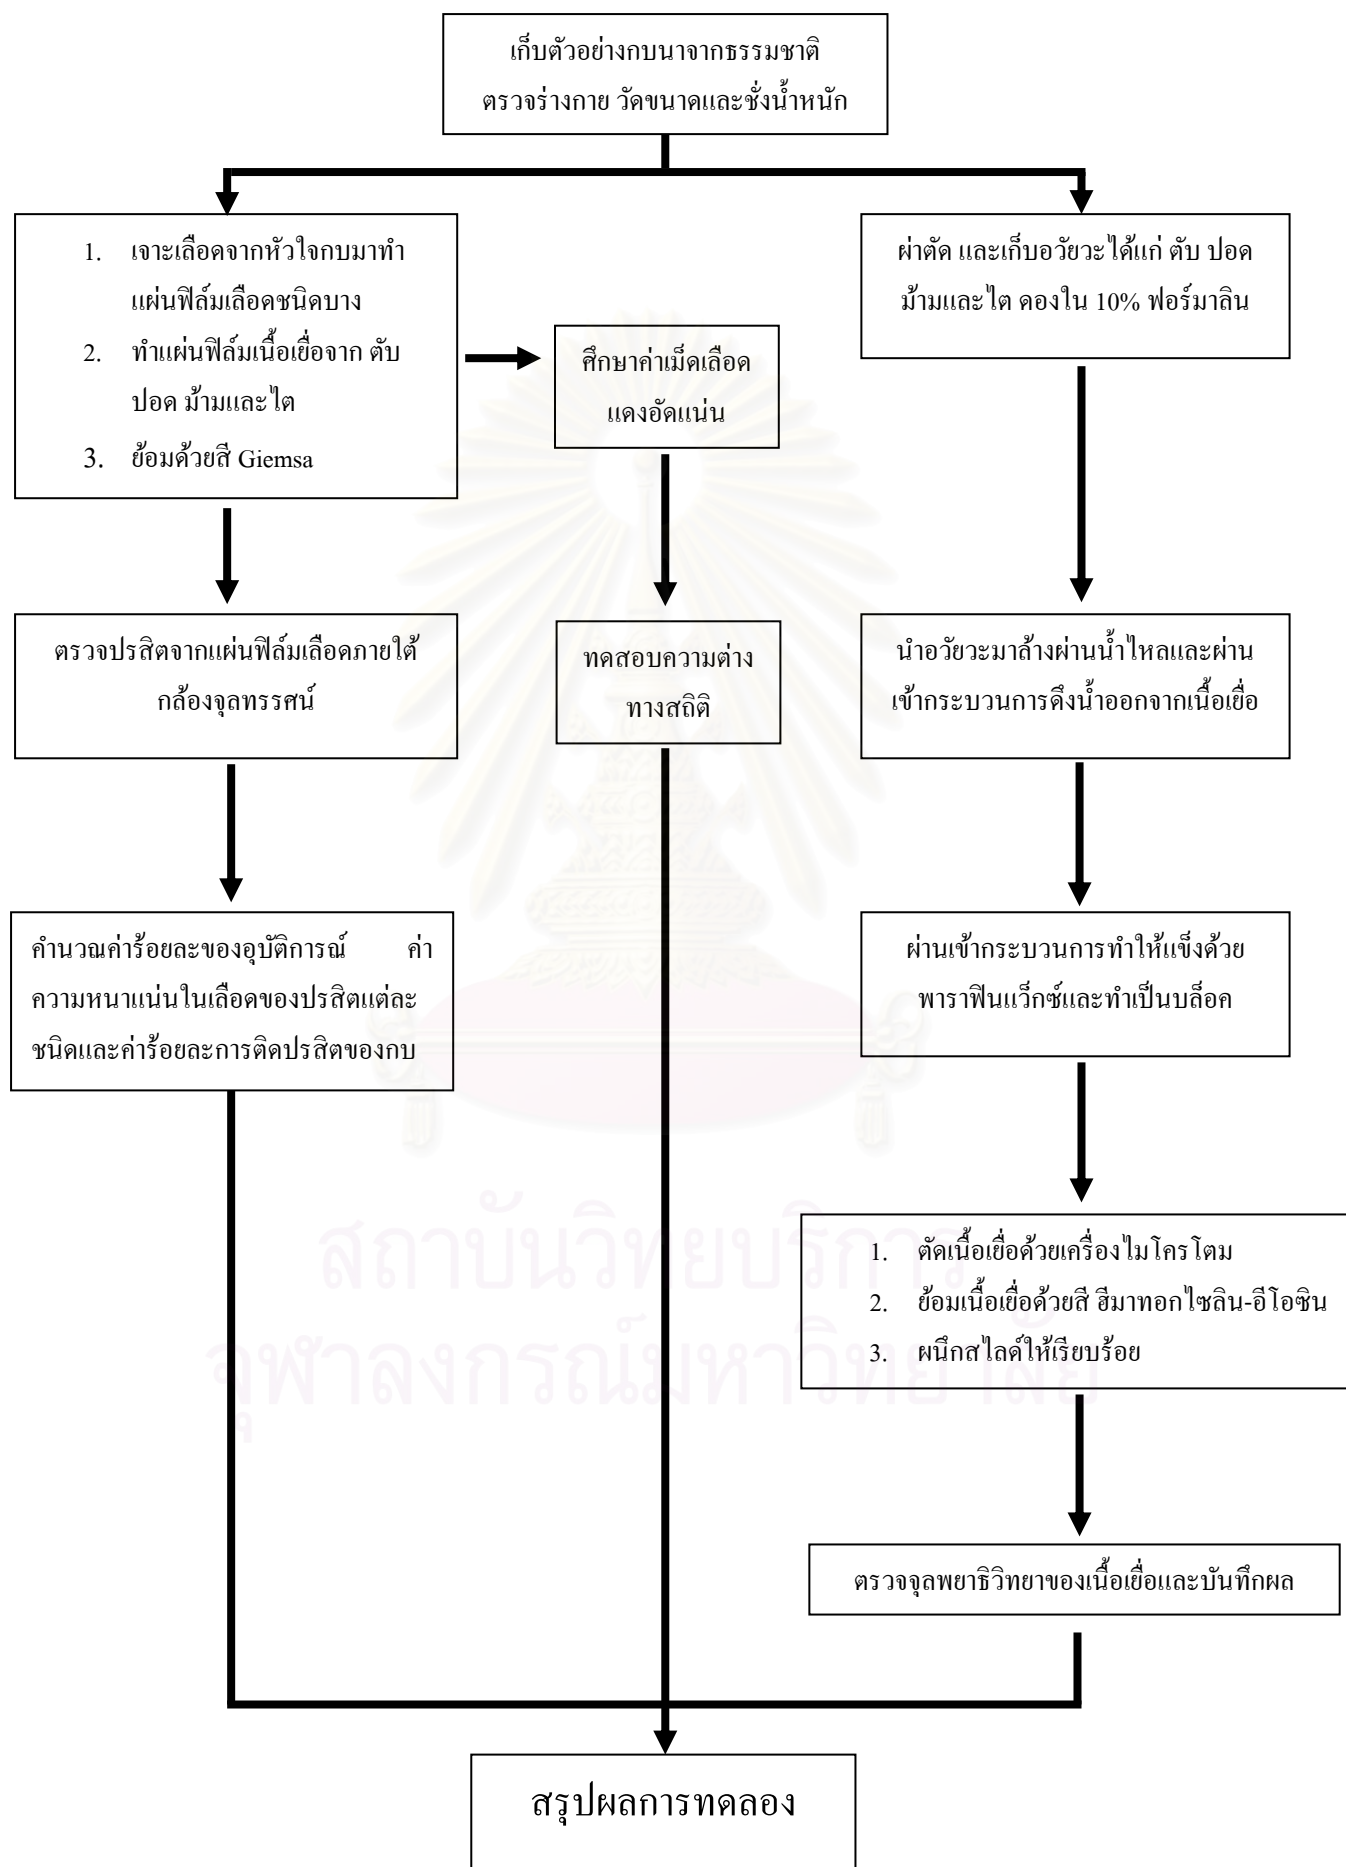 เก็บตัวอย่างกบนาจากธรรมชาติ
ตรวจร่างกาย วัดขนาดและชั่งน้ำหนัก
1. เจาะเลือดจากหัวใจกบมาทำ
แผ่นฟิล์มเลือดชนิดบาง
2. ทำแผ่นฟิล์มเนื้อเยื่อจาก ตับ
ปอด ม้ามและไต
3. ย้อมด้วยสี Giemsa
ศึกษาค่าเม็ดเลือด
แดงอัดแน่น
ผ่าตัด และเก็บอวัยวะได้แก่ ตับ ปอด
ม้ามและไต ดองใน 10% ฟอร์มาลิน
ตรวจปรสิตจากแผ่นฟิล์มเลือดภายใต้
กล้องจุลทรรศน์
ทดสอบความต่าง
ทางสถิติ
นำอวัยวะมาล้างผ่านน้ำไหลและผ่าน
เข้ากระบวนการดึงน้ำออกจากเนื้อเยื่อ
คำนวณค่าร้อยละของอุบัติการณ์ ค่า
ความหนาแน่นในเลือดของปรสิตแต่ละ
ชนิดและค่าร้อยละการติดปรสิตของกบ
ผ่านเข้ากระบวนการทำให้แข็งด้วย
พาราฟินแว็กซ์และทำเป็นบล็อค
สถาบันวิทยบริการ
จุฬาลงกรณ์มหาวิทยาลัย
1. ตัดเนื้อเยื่อด้วยเครื่องไมโครโตม
2. ย้อมเนื้อเยื่อด้วยสี ฮีมาทอกไซลิน-อีโอซิน
3. ผนึกสไลด์ให้เรียบร้อย
ตรวจจุลพยาธิวิทยาของเนื้อเยื่อและบันทึกผล
สรุปผลการทดลอง